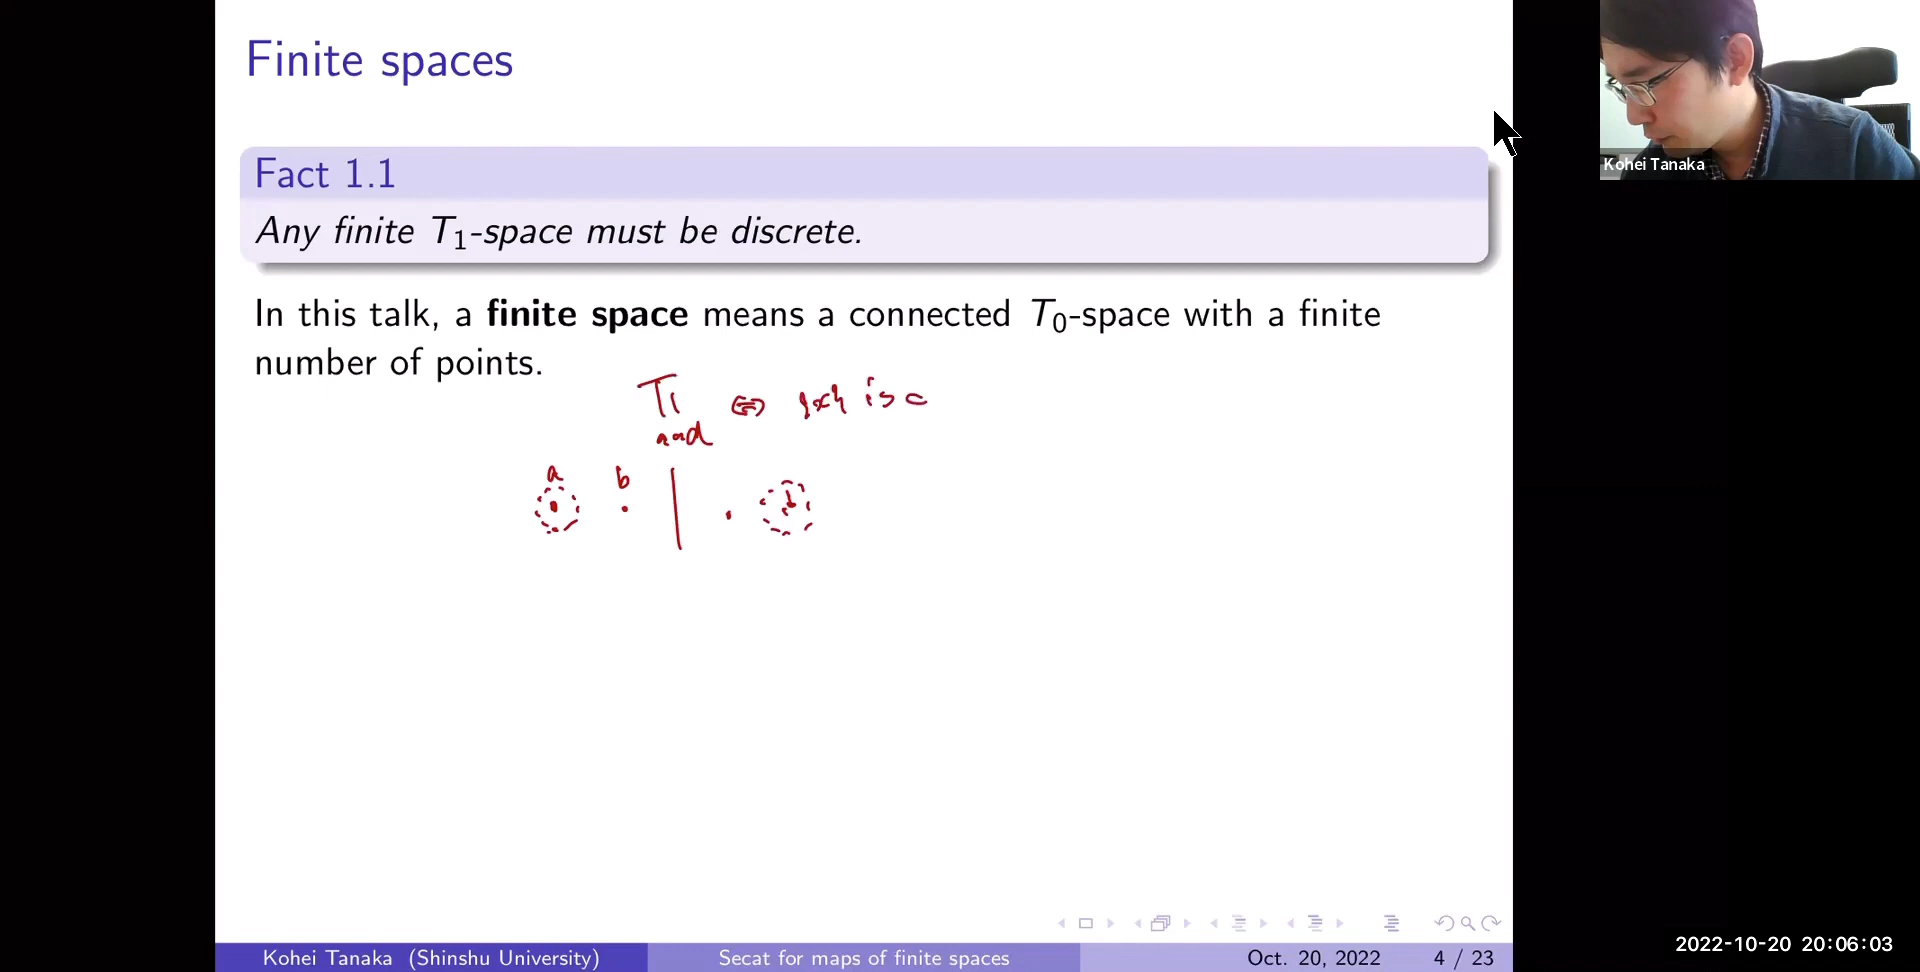 Finite spaces
Fact 1.1
Any finite T₁-space must be discrete.
In this talk, a finite space means a connected T₀-space with a finite
number of points.
T₁ ⇔ {x} is c
and
a b
Kohei Tanaka
Kohei Tanaka (Shinshu University) Secat for maps of finite spaces Oct. 20, 2022 4 / 23
2022-10-20 20:06:03